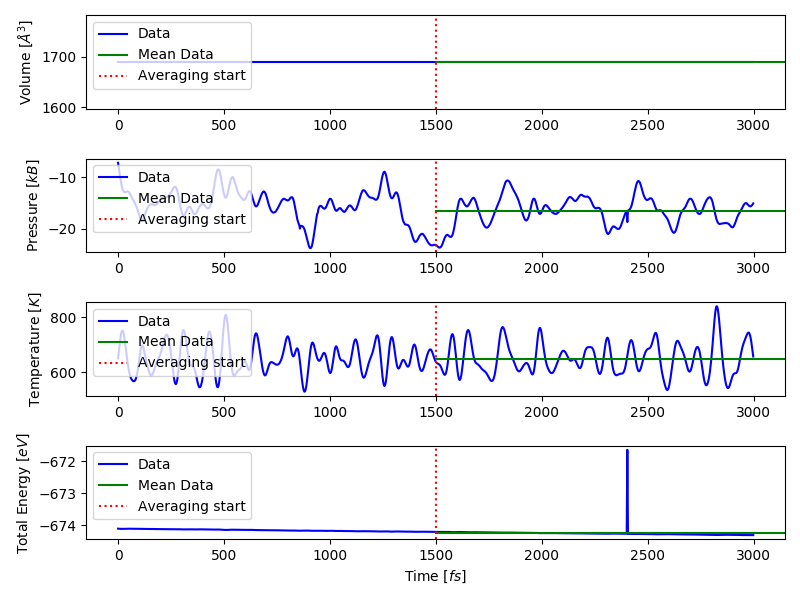 Volume [Å³]
1700
1600
Data
Mean Data
Averaging start
0 500 1000 1500 2000 2500 3000
Pressure [kB]
−10
−20
Data
Mean Data
Averaging start
0 500 1000 1500 2000 2500 3000
Temperature [K]
800
600
Data
Mean Data
Averaging start
0 500 1000 1500 2000 2500 3000
Total Energy [eV]
−672
−673
−674
Data
Mean Data
Averaging start
0 500 1000 1500 2000 2500 3000
Time [fs]